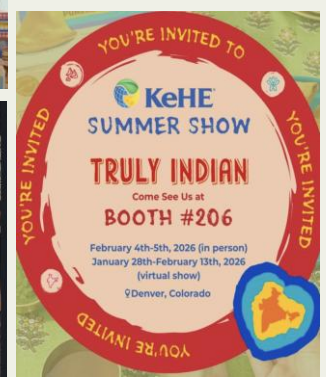 YOU'RE INVITED TO
YOU'RE INVITED
YOU'RE INVITED
YOU'RE INVITED
KeHE
SUMMER SHOW
TRULY INDIAN
Come See Us at
BOOTH #206
February 4th-5th, 2026 (in person)
January 28th-February 13th, 2026
(virtual show)
Denver, Colorado